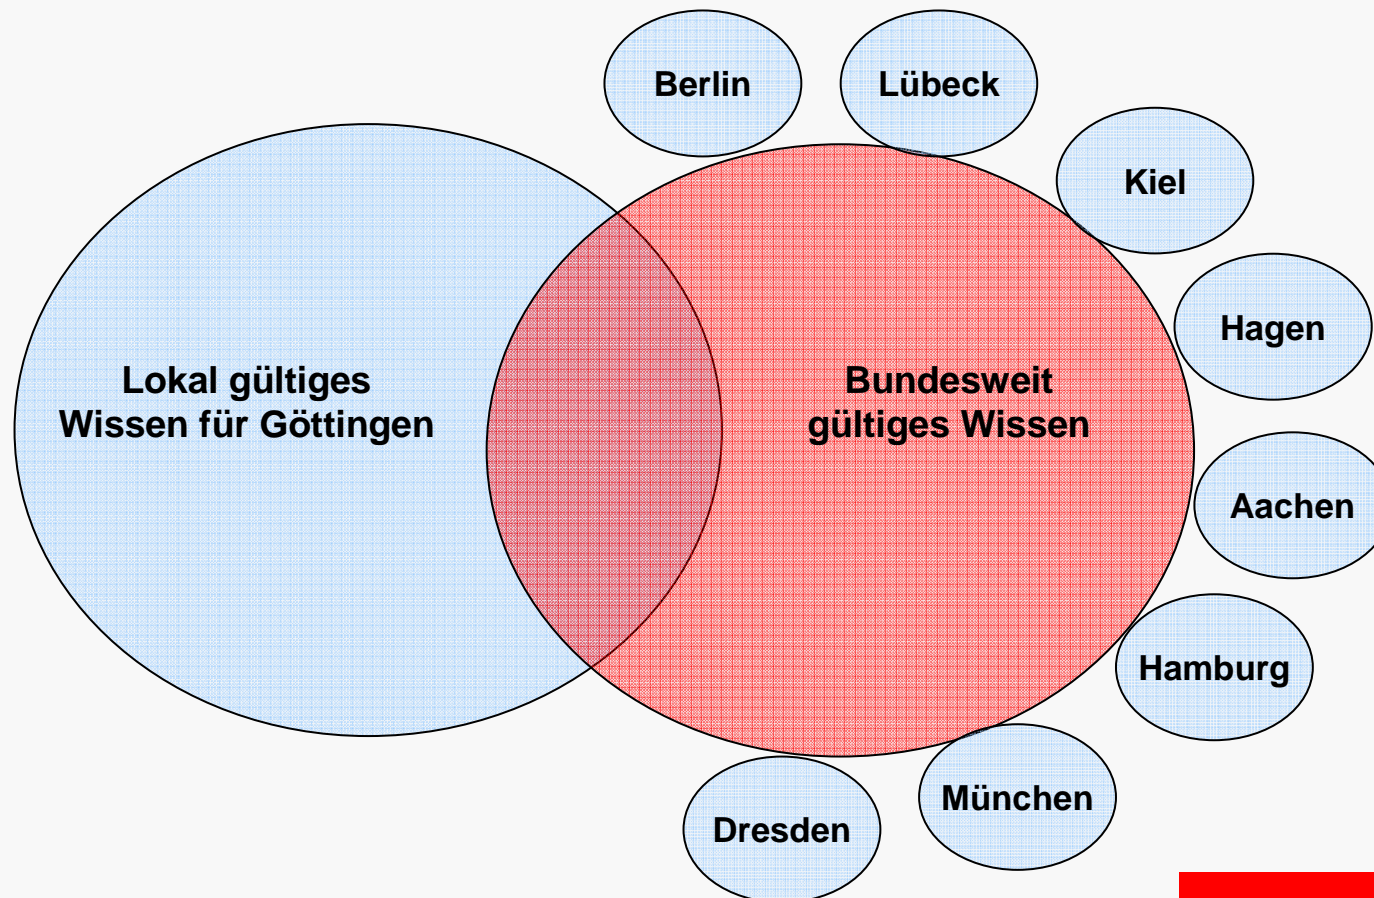 Berlin
Lübeck
Kiel
Hagen
Lokal gültiges
Wissen für Göttingen
Bundesweit
gültiges Wissen
Aachen
Hamburg
München
Dresden